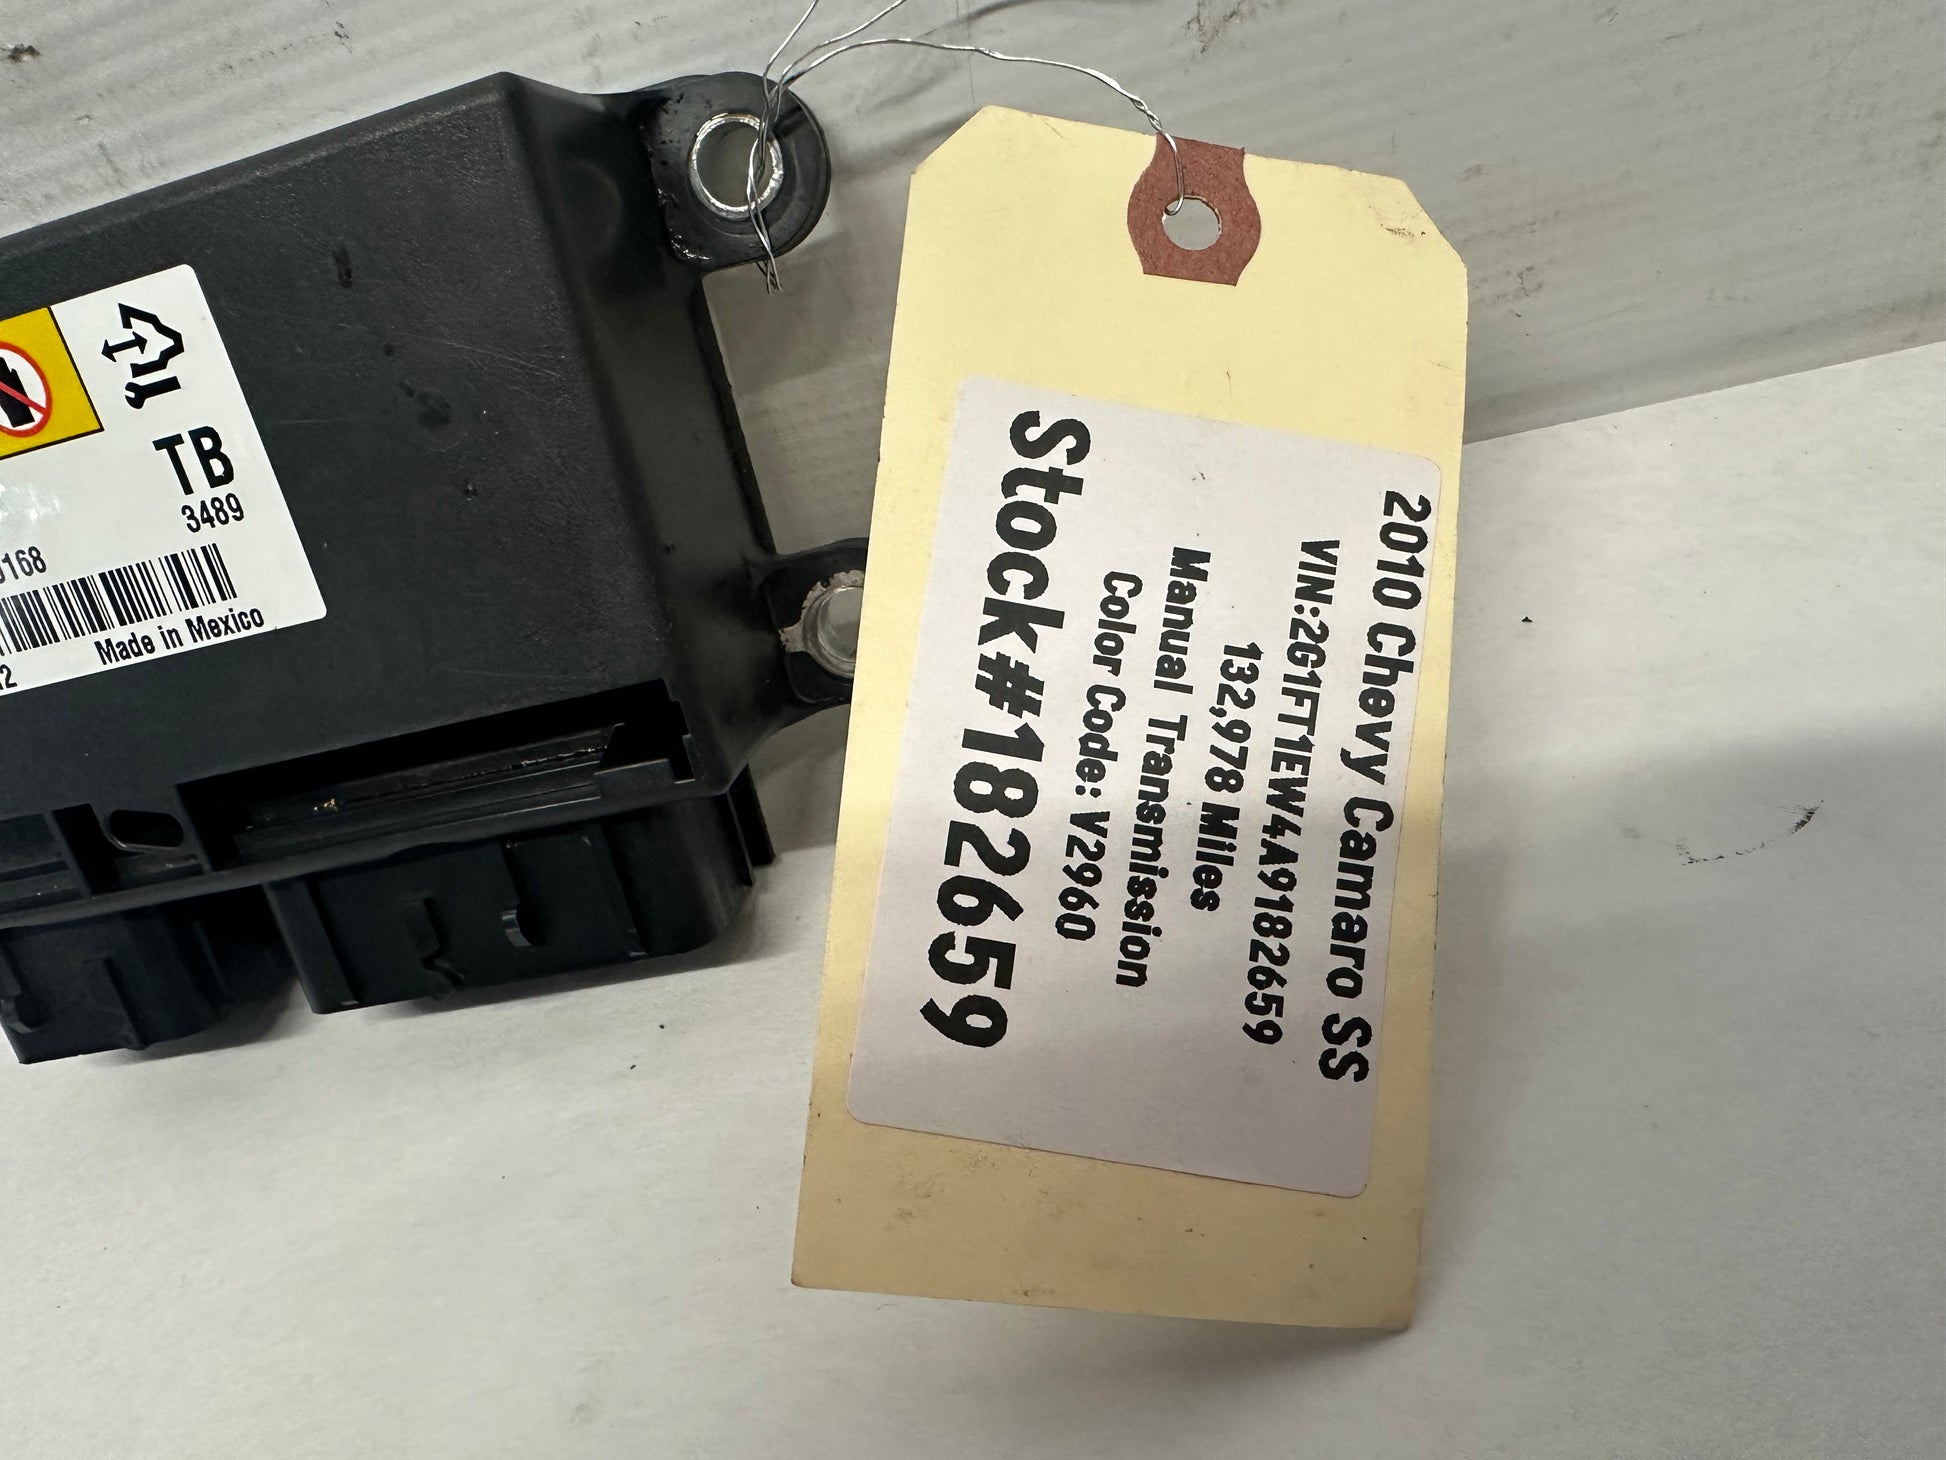 TB
3489
0168
Made in Mexico
2010 Chevy Camaro SS
VIN:2G1FT1EW4A9182659
132,978 Miles
Manual Transmission
Color Code: V2960
Stock#182659